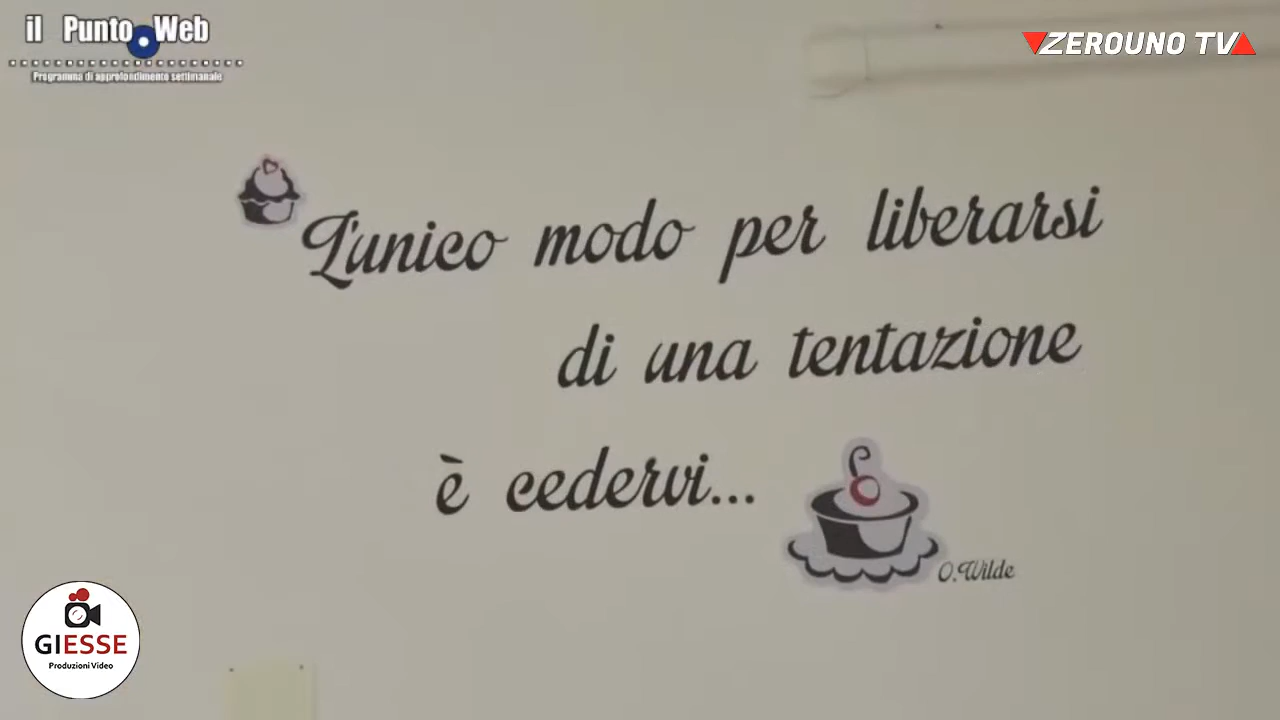 il Punto Web
Programma di approfondimento settimanale
ZEROUNO TV
L'unico modo per liberarsi
di una tentazione
è cedervi...
O.Wilde
GIESSE
Produzioni Video